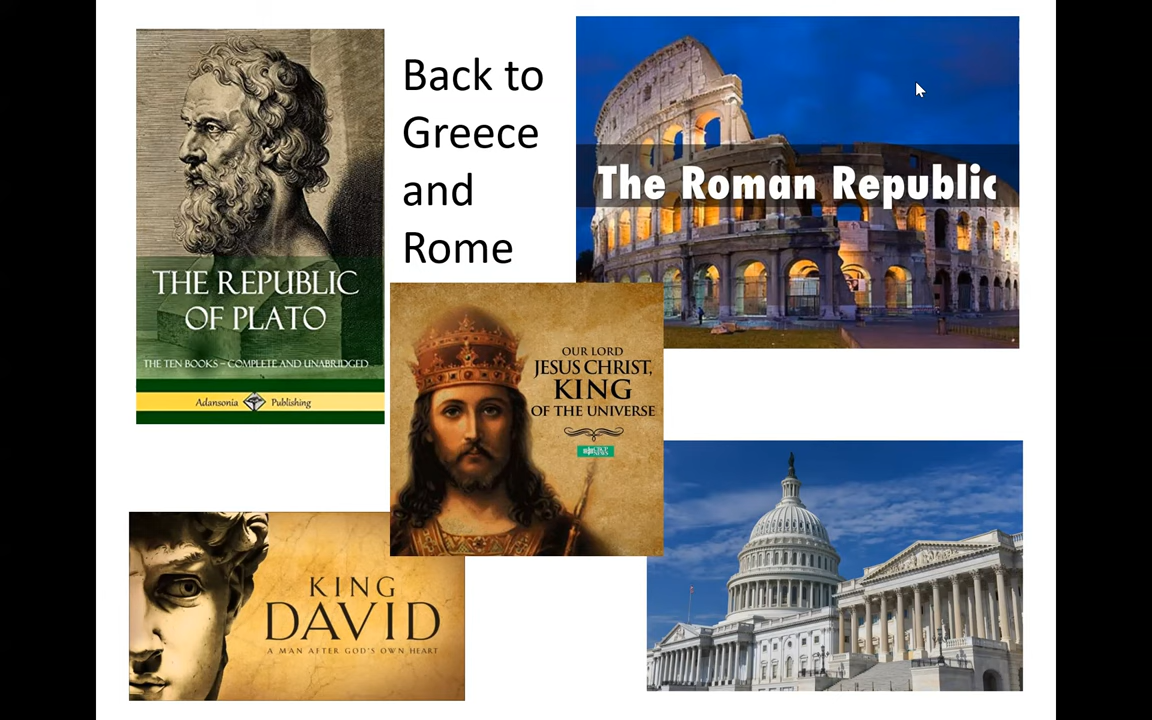 Back to
Greece
and
Rome
THE REPUBLIC
OF PLATO
THE TEN BOOKS – COMPLETE AND UNABRIDGED
Adansonia Publishing
The Roman Republic
OUR LORD
JESUS CHRIST,
KING
OF THE UNIVERSE
KING
DAVID
A MAN AFTER GOD'S OWN HEART